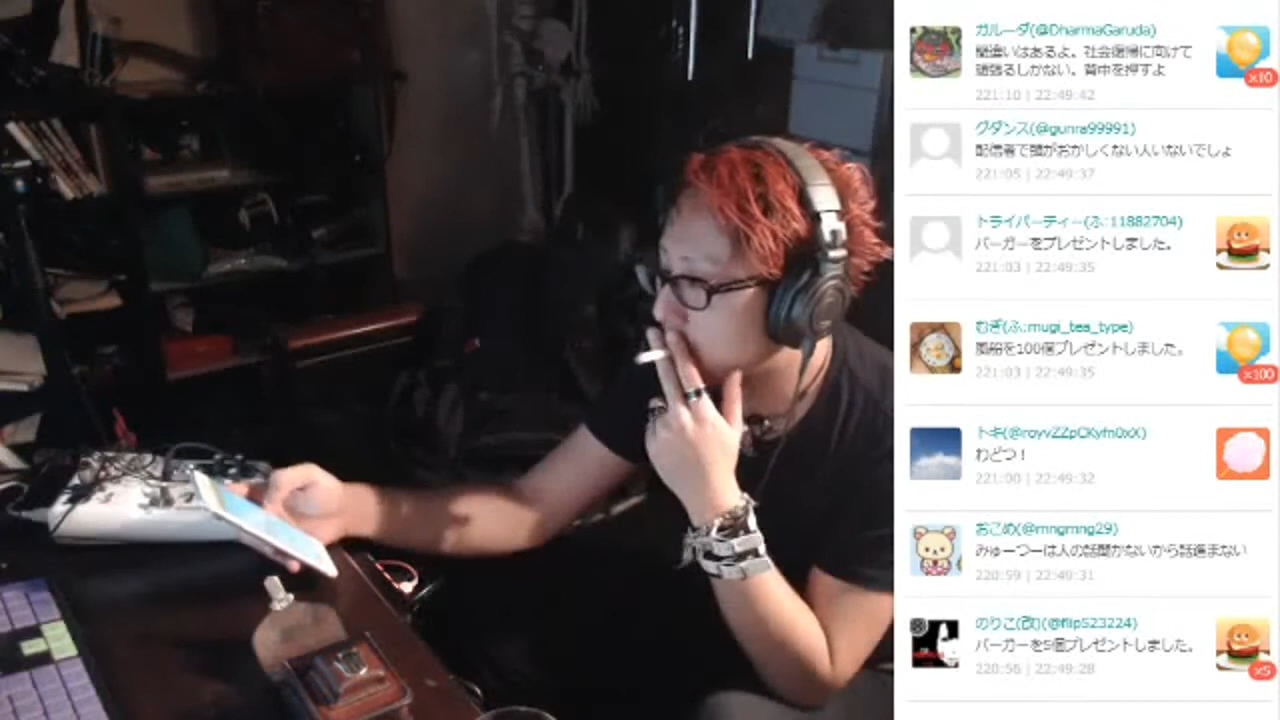 ガルーダ(@DharmaGaruda)
間違いはあるよ。社会復帰に向けて
頑張るしかない。背中を押すよ
×10
221:10 | 22:49:42
グダンス(@gunra99991)
配信者で頭がおかしくない人いないでしょ
221:05 | 22:49:37
トライパーティー(ふ:11882704)
バーガーをプレゼントしました。
221:03 | 22:49:35
むぎ(ふ:mugi_tea_type)
風船を100個プレゼントしました。
×100
221:03 | 22:49:35
トキ(@royvZZpCKyfn0xX)
わどつ！
221:00 | 22:49:32
おこめ(@mngmng29)
みゅーつーは人の話聞かないから話進まない
220:59 | 22:49:31
のりこ(改)(@flip523224)
バーガーを5個プレゼントしました。
220:56 | 22:49:28
×5